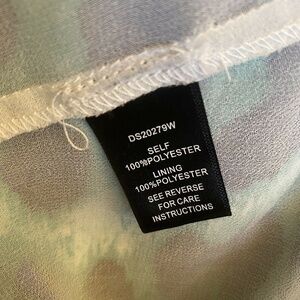 DS20279W
SELF
100%POLYESTER
LINING
100%POLYESTER
SEE REVERSE
FOR CARE
INSTRUCTIONS